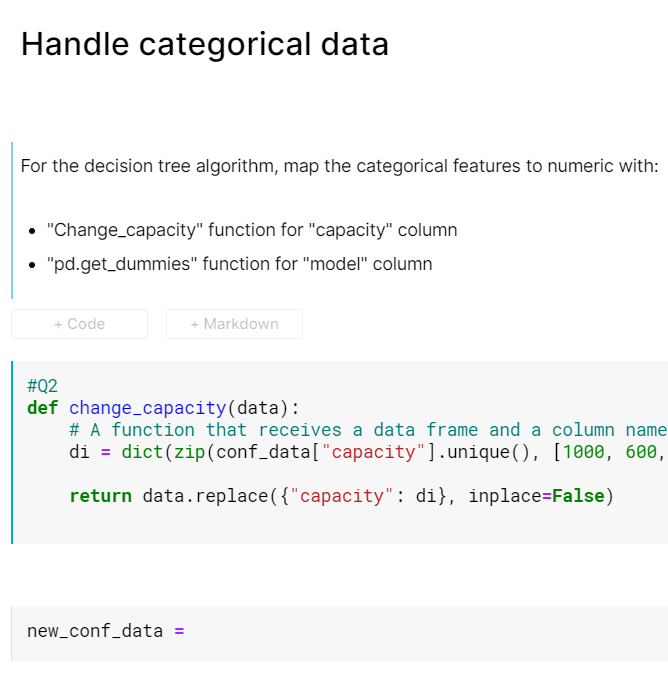 Handle categorical data
For the decision tree algorithm, map the categorical features to numeric with:
"Change_capacity" function for "capacity" column
"pd.get_dummies" function for "model" column
+ Code + Markdown
#Q2
def change_capacity(data):
# A function that receives a data frame and a column name
di = dict(zip(conf_data["capacity"].unique(), [1000, 600,
return data.replace({"capacity": di}, inplace=False)
new_conf_data =